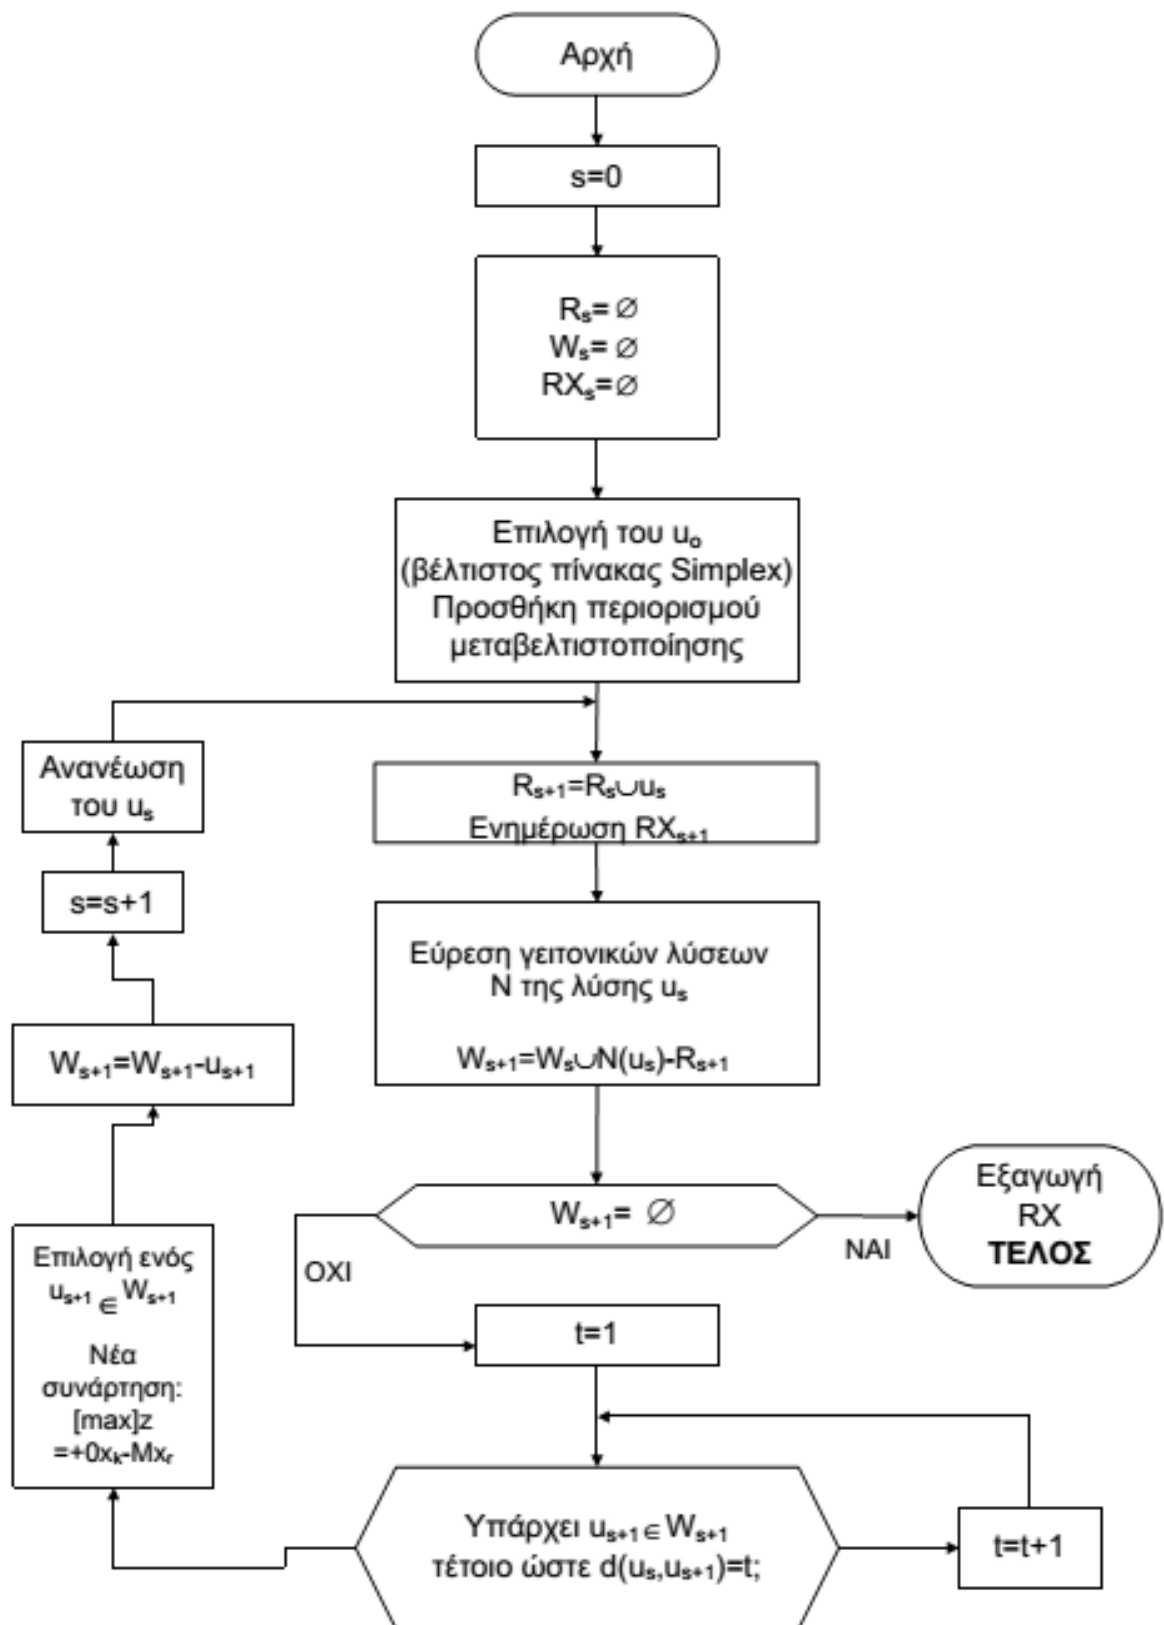 Αρχή
s=0
Rs= ∅
Ws= ∅
RXs=∅
Επιλογή του uo
(βέλτιστος πίνακας Simplex)
Προσθήκη περιορισμού
μεταβελτιστοποίησης
Ανανέωση
του us
Rs+1=Rs∪us
Ενημέρωση RXs+1
s=s+1
Εύρεση γειτονικών λύσεων
Ν της λύσης us
Ws+1=Ws∪N(us)-Rs+1
Ws+1=Ws+1-us+1
Ws+1= ∅
ΟΧΙ
ΝΑΙ
Εξαγωγή
RX
ΤΕΛΟΣ
Επιλογή ενός
us+1 ∈ Ws+1
Νέα
συνάρτηση:
[max]z
=+0xk-Mxr
t=1
Υπάρχει us+1∈Ws+1
τέτοιο ώστε d(us,us+1)=t;
t=t+1